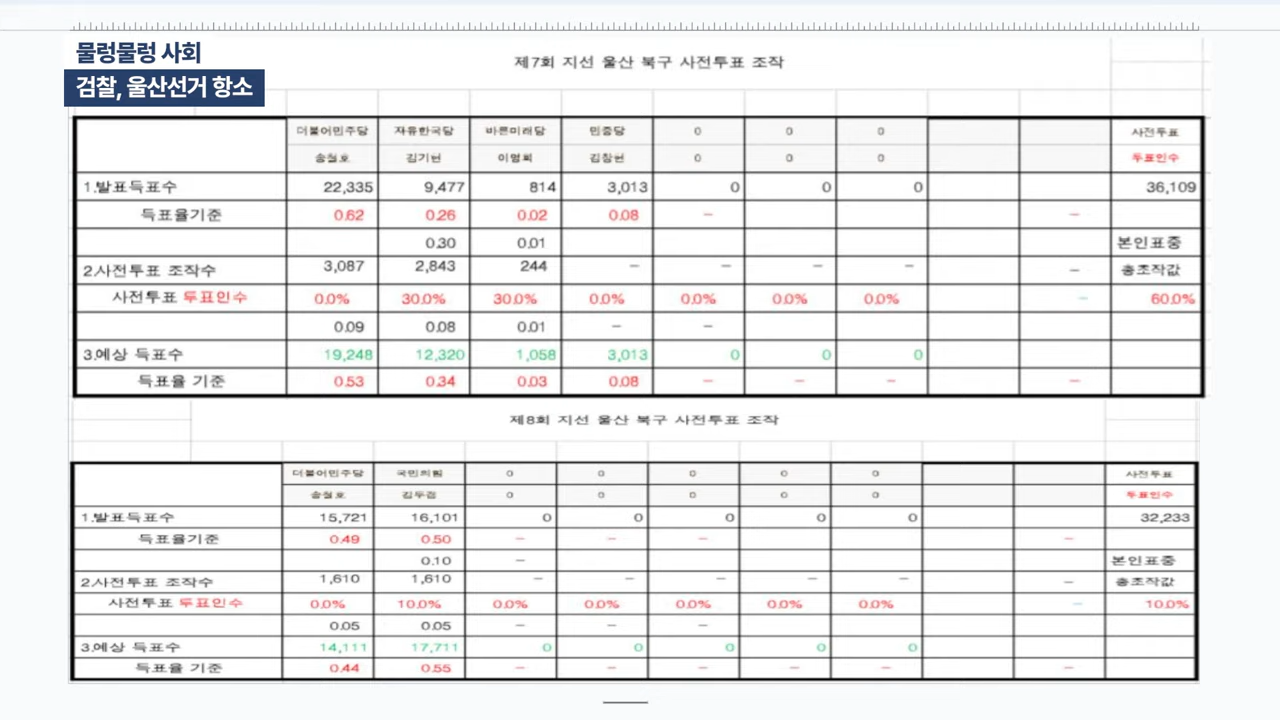 물렁물렁 사회
검찰, 울산선거 항소
제7회 지선 울산 북구 사전투표 조작
더불어민주당 자유한국당 바른미래당 민중당 0 0 0 사전투표
송철호 김기현 이영희 김창현 0 0 0 투표인수
1.발표득표수 22,335 9,477 814 3,013 0 0 0 36,109
득표율기준 0.62 0.26 0.02 0.08 - -
0.30 0.01 본인표중
2.사전투표 조작수 3,087 2,843 244 - - - - - 총조작값
사전투표 투표인수 0.0% 30.0% 30.0% 0.0% 0.0% 0.0% 0.0% - 60.0%
0.09 0.08 0.01 - -
3.예상 득표수 19,248 12,320 1,058 3,013 0 0 0
득표율 기준 0.53 0.34 0.03 0.08 - - - -
제8회 지선 울산 북구 사전투표 조작
더불어민주당 국민의힘 0 0 0 0 0 사전투표
송철호 김두겸 0 0 0 0 0 투표인수
1.발표득표수 15,721 16,101 0 0 0 0 0 32,233
득표율기준 0.49 0.50 - - - -
0.10 - 본인표중
2.사전투표 조작수 1,610 1,610 - - - - - - 총조작값
사전투표 투표인수 0.0% 10.0% 0.0% 0.0% 0.0% 0.0% 0.0% - 10.0%
0.05 0.05 - - -
3.예상 득표수 14,111 17,711 0 0 0 0 0
득표율 기준 0.44 0.55 - - - - - -